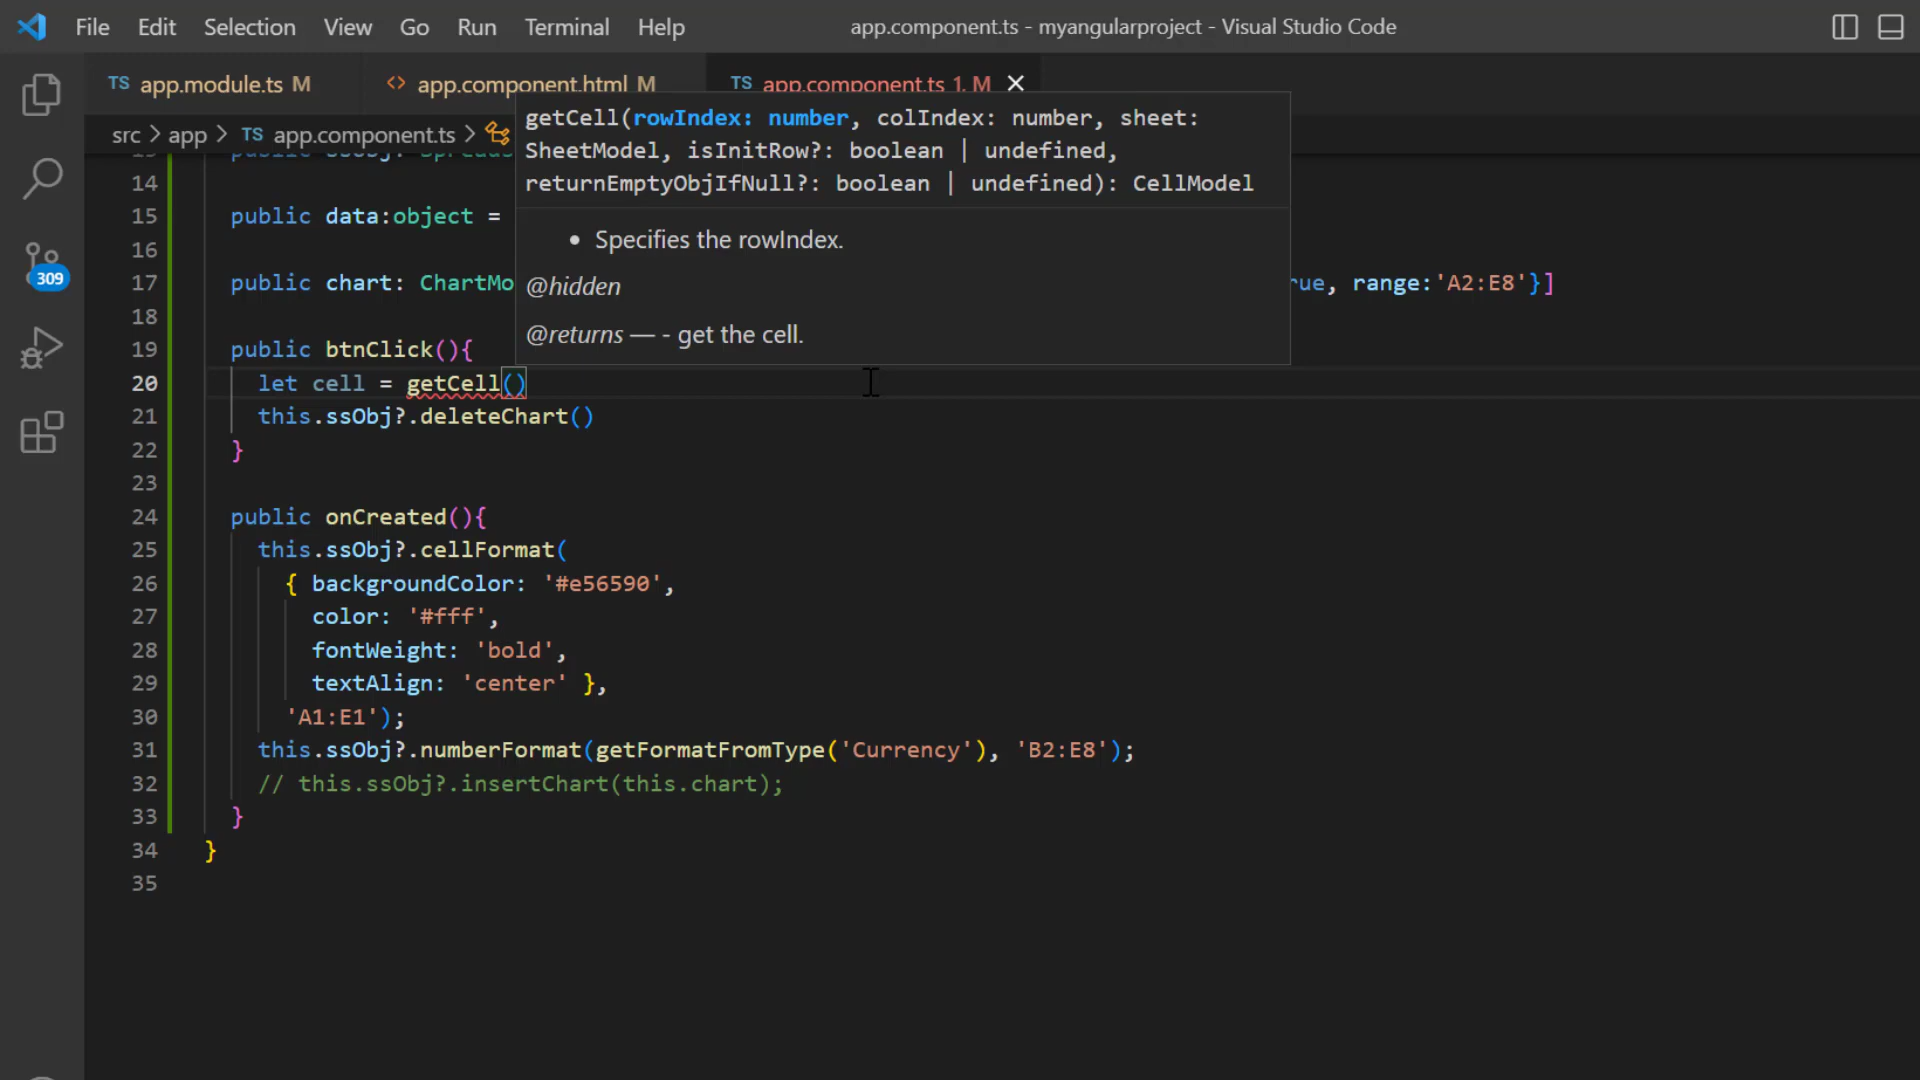 File Edit Selection View Go Run Terminal Help app.component.ts - myangularproject - Visual Studio Code
TS app.module.ts M <> app.component.html M TS app.component.ts 1, M
src > app > TS app.component.ts >
getCell(rowIndex: number, colIndex: number, sheet:
SheetModel, isInitRow?: boolean | undefined,
returnEmptyObjIfNull?: boolean | undefined): CellModel
• Specifies the rowIndex.
@hidden
@returns — - get the cell.
309
14
15 public data:object =
16
17 public chart: ChartMo rue, range:'A2:E8'}]
18
19 public btnClick(){
20 let cell = getCell()
21 this.ssObj?.deleteChart()
22 }
23
24 public onCreated(){
25 this.ssObj?.cellFormat(
26 { backgroundColor: '#e56590',
27 color: '#fff',
28 fontWeight: 'bold',
29 textAlign: 'center' },
30 'A1:E1');
31 this.ssObj?.numberFormat(getFormatFromType('Currency'), 'B2:E8');
32 // this.ssObj?.insertChart(this.chart);
33 }
34 }
35